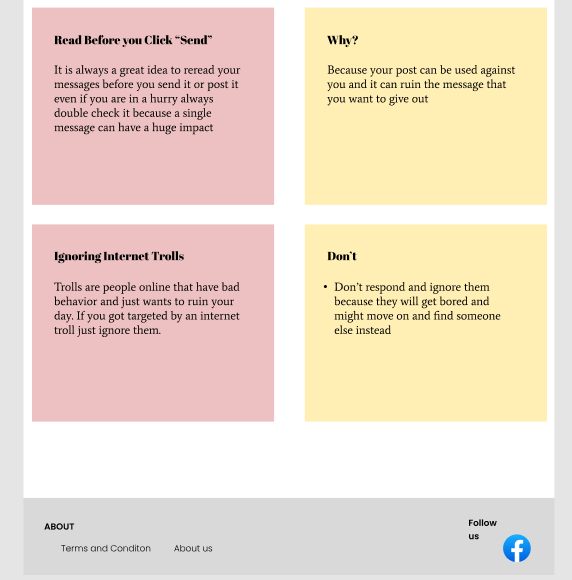 Read Before you Click “Send”
It is always a great idea to reread your
messages before you send it or post it
even if you are in a hurry always
double check it because a single
message can have a huge impact
Why?
Because your post can be used against
you and it can ruin the message that
you want to give out
Ignoring Internet Trolls
Trolls are people online that have bad
behavior and just wants to ruin your
day. If you got targeted by an internet
troll just ignore them.
Don’t
• Don’t respond and ignore them
because they will get bored and
might move on and find someone
else instead
ABOUT
Terms and Conditon
About us
Follow
us